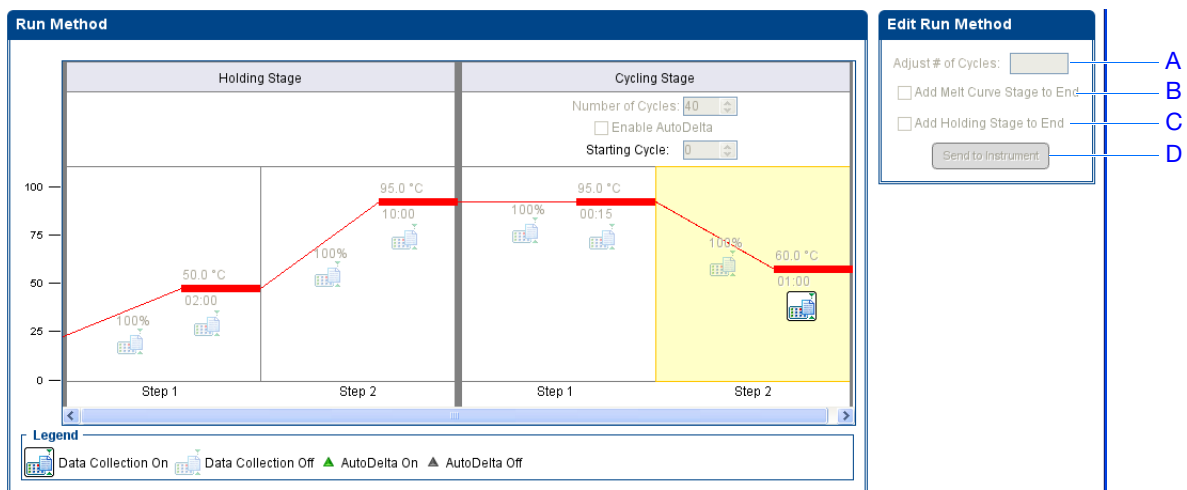 Run Method
Edit Run Method
Holding Stage
Cycling Stage
Number of Cycles: 40
Enable AutoDelta
Starting Cycle: 0
Adjust # of Cycles:
A
Add Melt Curve Stage to End
B
Add Holding Stage to End
C
Send to Instrument
D
100
75
50
25
0
100%
50.0 °C
02:00
100%
95.0 °C
10:00
100%
95.0 °C
00:15
100%
60.0 °C
01:00
Step 1
Step 2
Step 1
Step 2
Legend
Data Collection On
Data Collection Off
AutoDelta On
AutoDelta Off